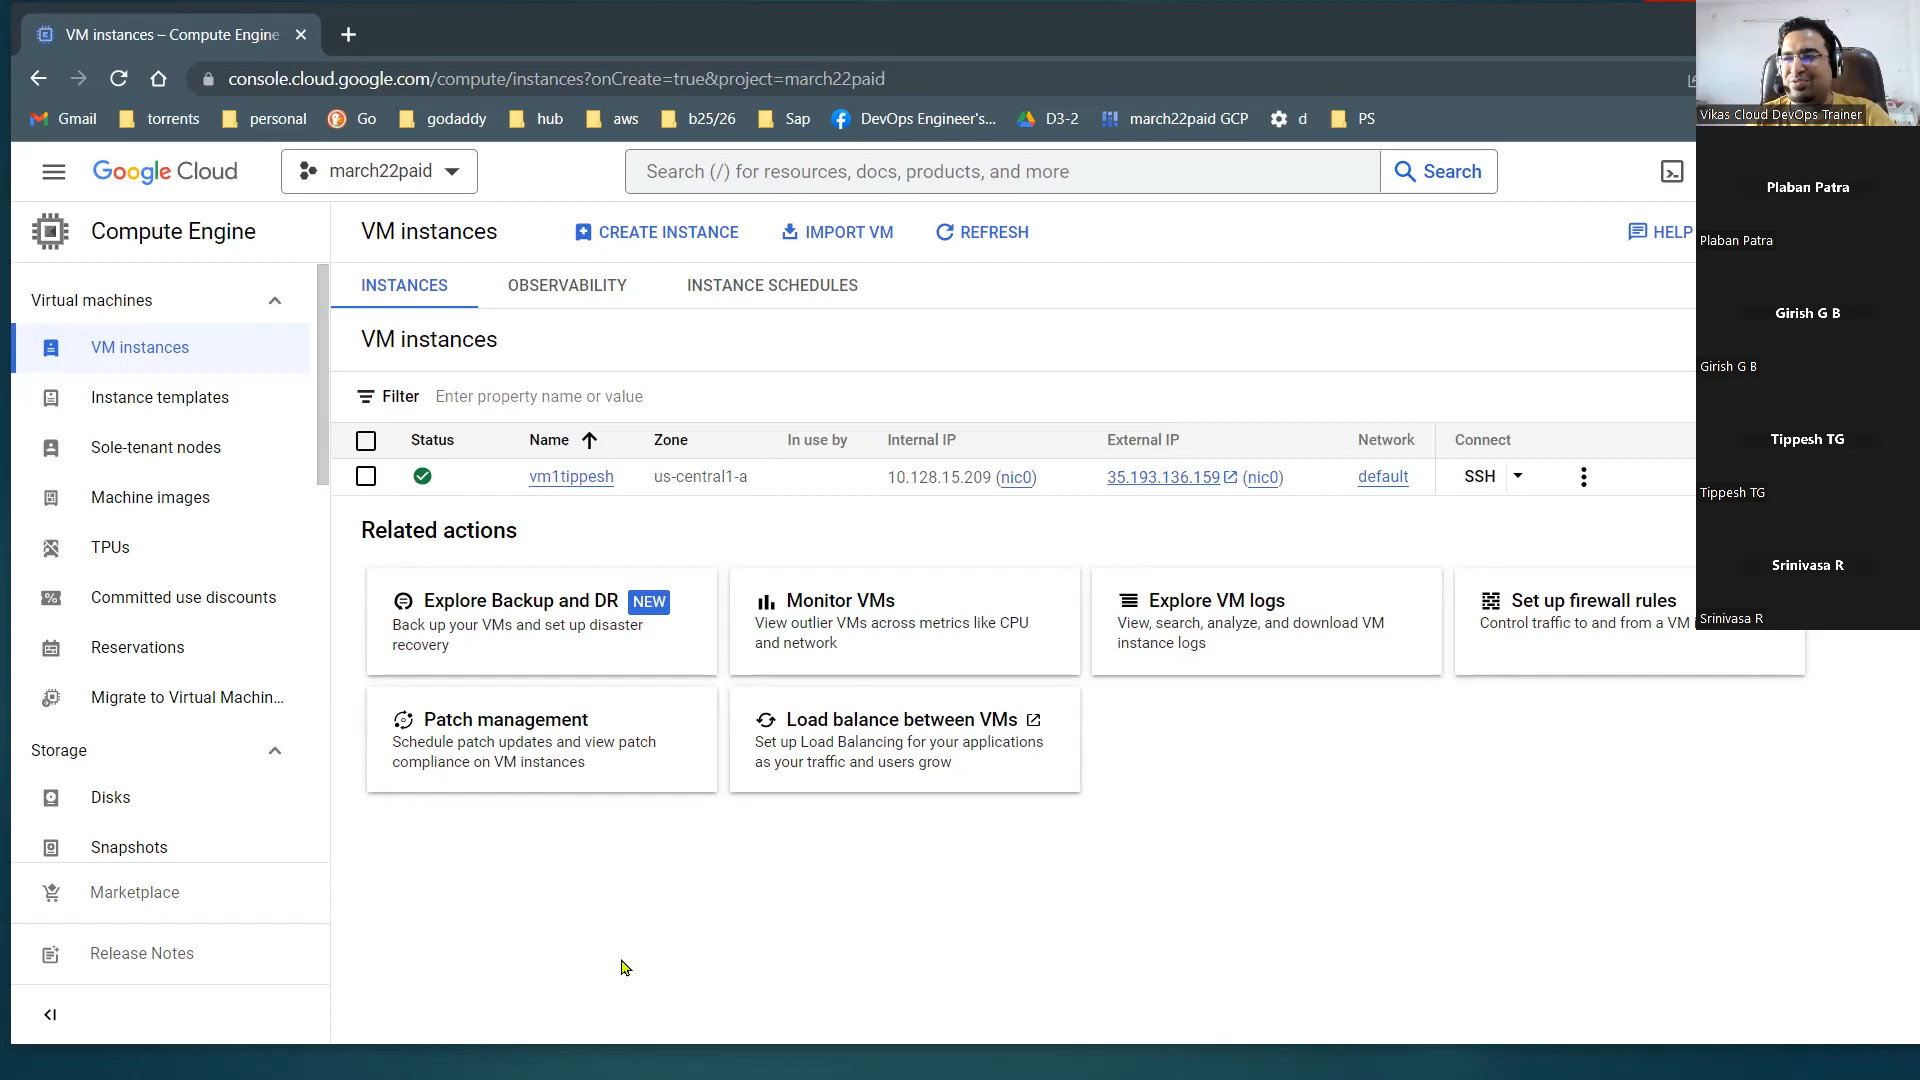 VM instances – Compute Engine
console.cloud.google.com/compute/instances?onCreate=true&project=march22paid
Gmail torrents personal Go godaddy hub aws b25/26 Sap DevOps Engineer's... D3-2 march22paid GCP d PS
Google Cloud march22paid Search (/) for resources, docs, products, and more Search
Compute Engine
VM instances CREATE INSTANCE IMPORT VM REFRESH HELP
INSTANCES OBSERVABILITY INSTANCE SCHEDULES
Virtual machines
VM instances
Instance templates
Sole-tenant nodes
Machine images
TPUs
Committed use discounts
Reservations
Migrate to Virtual Machin...
Storage
Disks
Snapshots
Marketplace
Release Notes
VM instances
Filter Enter property name or value
Status Name Zone In use by Internal IP External IP Network Connect
vm1tippesh us-central1-a 10.128.15.209 (nic0) 35.193.136.159 (nic0) default SSH
Related actions
Explore Backup and DR NEW
Back up your VMs and set up disaster
recovery
Monitor VMs
View outlier VMs across metrics like CPU
and network
Explore VM logs
View, search, analyze, and download VM
instance logs
Set up firewall rules
Control traffic to and from a VM
Patch management
Schedule patch updates and view patch
compliance on VM instances
Load balance between VMs
Set up Load Balancing for your applications
as your traffic and users grow
Vikas Cloud DevOps Trainer
Plaban Patra
Plaban Patra
Girish G B
Girish G B
Tippesh TG
Tippesh TG
Srinivasa R
Srinivasa R